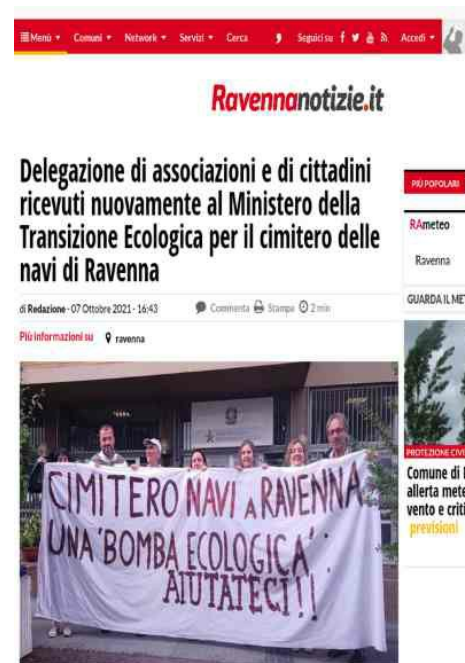 Menù Comuni Network Servizi Cerca Seguici su Accedi
Ravennanotizie.it
Delegazione di associazioni e di cittadini
ricevuti nuovamente al Ministero della
Transizione Ecologica per il cimitero delle
navi di Ravenna
di Redazione - 07 Ottobre 2021 - 16:43 Commenta Stampa 2 min
Più informazioni su ravenna
CIMITERO NAVI A RAVENNA
UNA 'BOMBA ECOLOGICA':
AIUTATECI!!
PIÙ POPOLARI
RAmeteo
Ravenna
GUARDA IL MET
PROTEZIONE CIVI
Comune di
allerta mete
vento e criti
previsioni